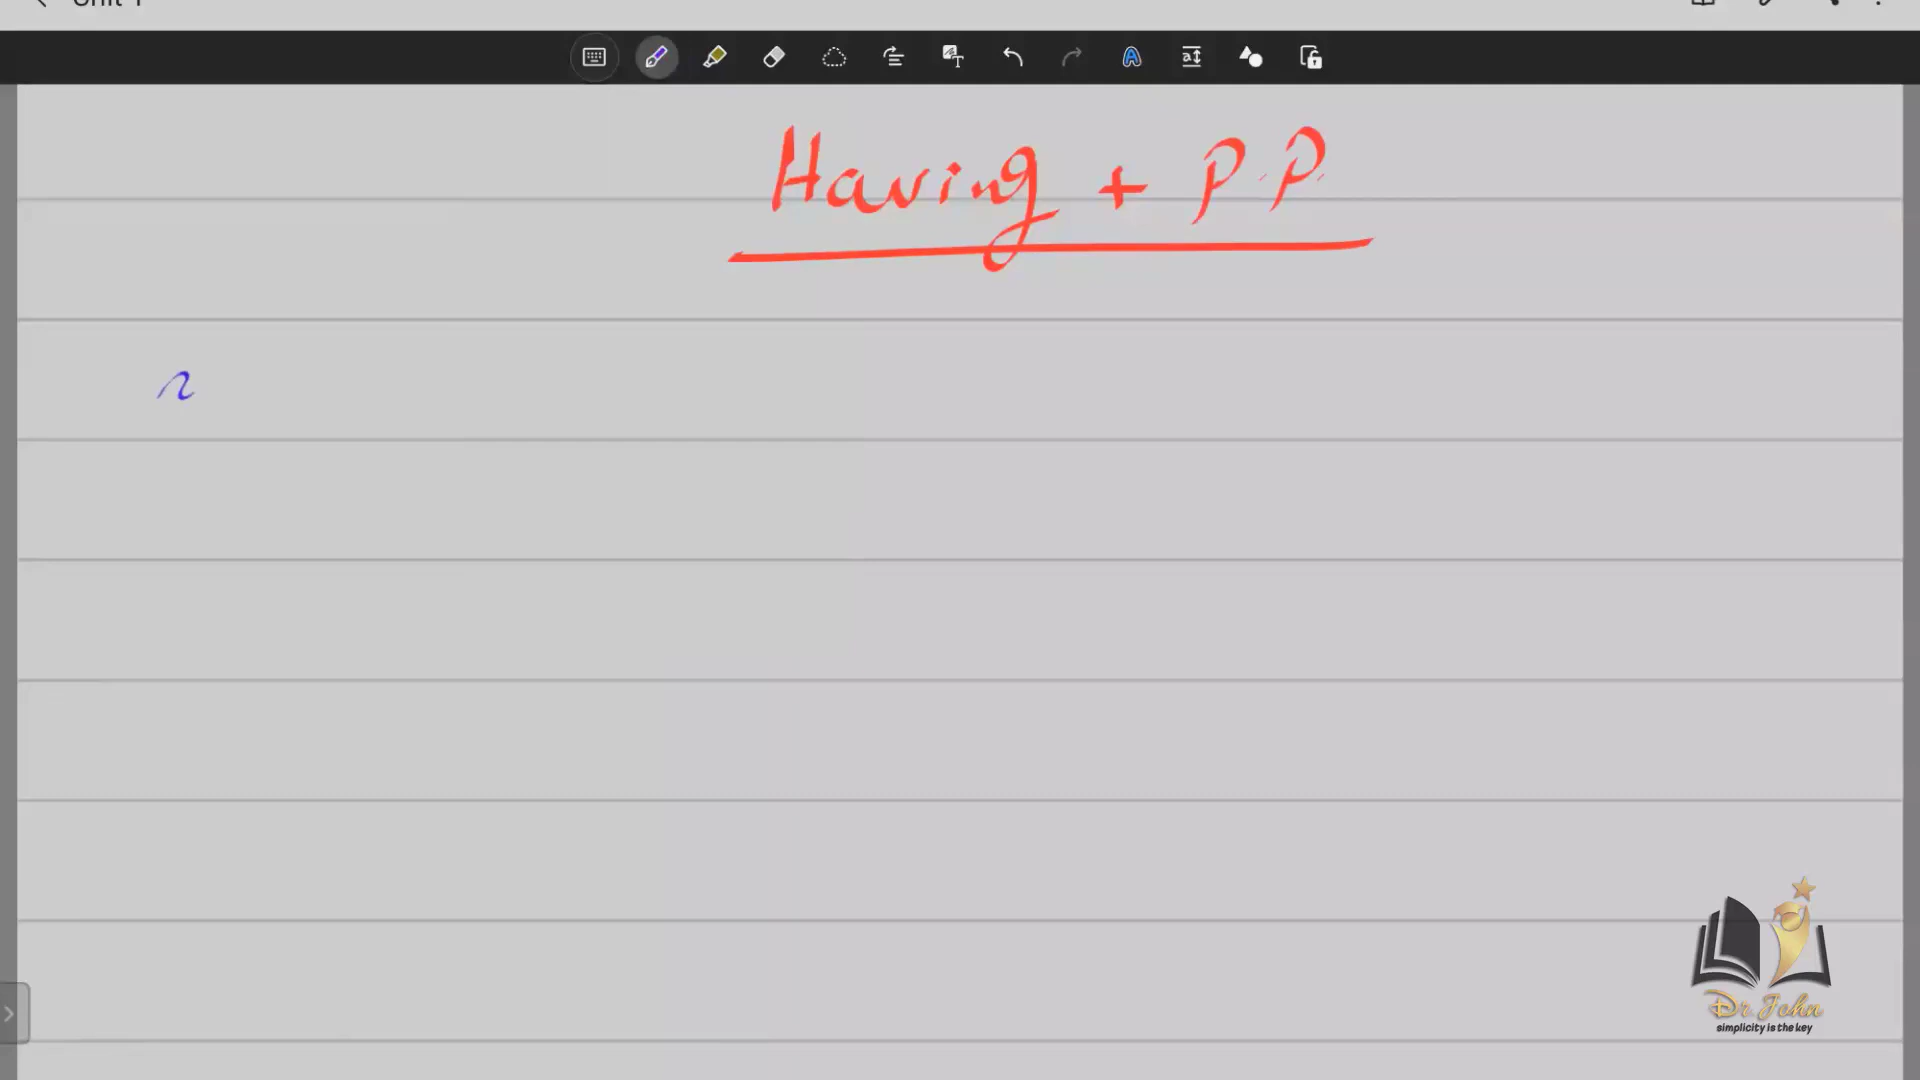 Having + P.P.
Dr. John
simplicity is the key